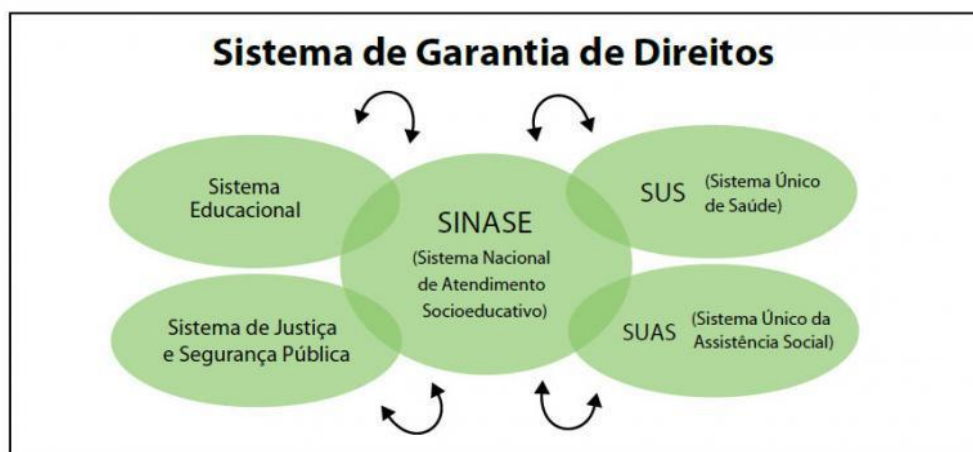 Sistema de Garantia de Direitos
Sistema
Educacional
SINASE
(Sistema Nacional
de Atendimento
Socioeducativo)
SUS (Sistema Único
de Saúde)
Sistema de Justiça
e Segurança Pública
SUAS (Sistema Único da
Assistência Social)